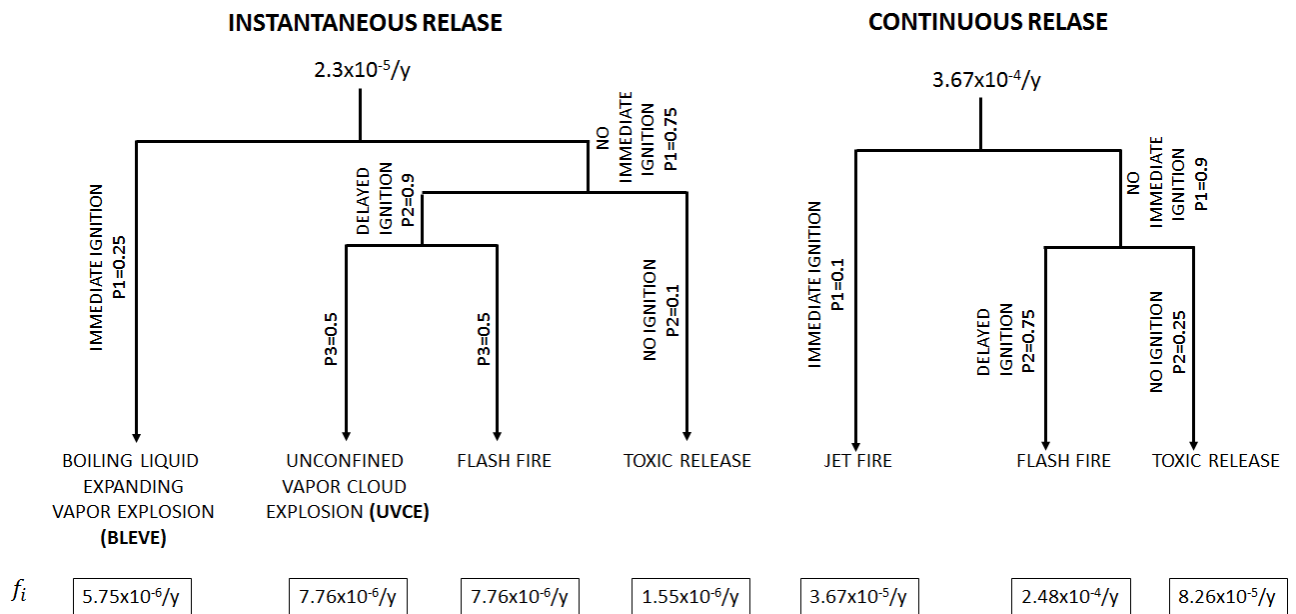 INSTANTANEOUS RELASE
2.3x10⁻⁵/y
IMMEDIATE IGNITION
P1=0.25
NO
IMMEDIATE
IGNITION
P1=0.75
DELAYED
IGNITION
P2=0.9
P3=0.5
P3=0.5
NO IGNITION
P2=0.1
BOILING LIQUID
EXPANDING
VAPOR EXPLOSION
(BLEVE)
UNCONFINED
VAPOR CLOUD
EXPLOSION (UVCE)
FLASH FIRE
TOXIC RELEASE
CONTINUOUS RELASE
3.67x10⁻⁴/y
IMMEDIATE IGNITION
P1=0.1
NO
IMMEDIATE
IGNITION
P1=0.9
DELAYED
IGNITION
P2=0.75
NO IGNITION
P2=0.25
JET FIRE
FLASH FIRE
TOXIC RELEASE
fᵢ
5.75x10⁻⁶/y
7.76x10⁻⁶/y
7.76x10⁻⁶/y
1.55x10⁻⁶/y
3.67x10⁻⁵/y
2.48x10⁻⁴/y
8.26x10⁻⁵/y